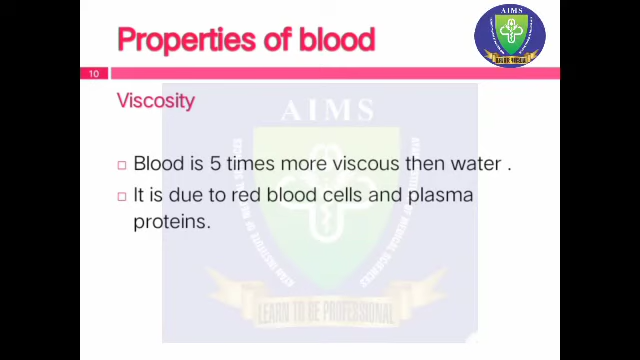 Properties of blood
AIMS
10
Viscosity
AIMS
□ Blood is 5 times more viscous then water .
□ It is due to red blood cells and plasma
proteins.
LEARN TO BE PROFESSIONAL